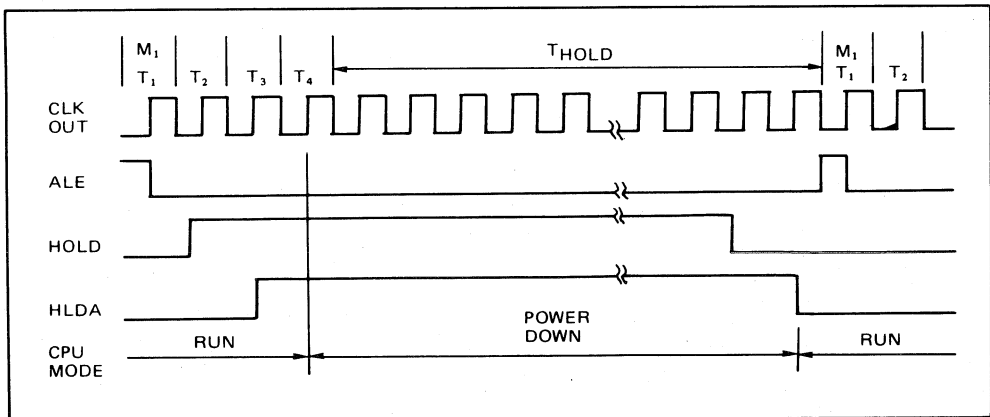 M₁ T_HOLD M₁
T₁ T₂ T₃ T₄ T₁ T₂
CLK
OUT
ALE
HOLD
HLDA
RUN POWER DOWN RUN
CPU
MODE